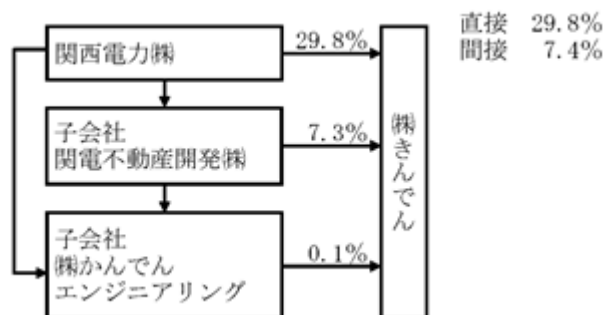 関西電力㈱
29.8%
直接 29.8%
間接 7.4%
子会社
関電不動産開発㈱
7.3%
㈱きんでん
子会社
㈱かんでん
エンジニアリング
0.1%